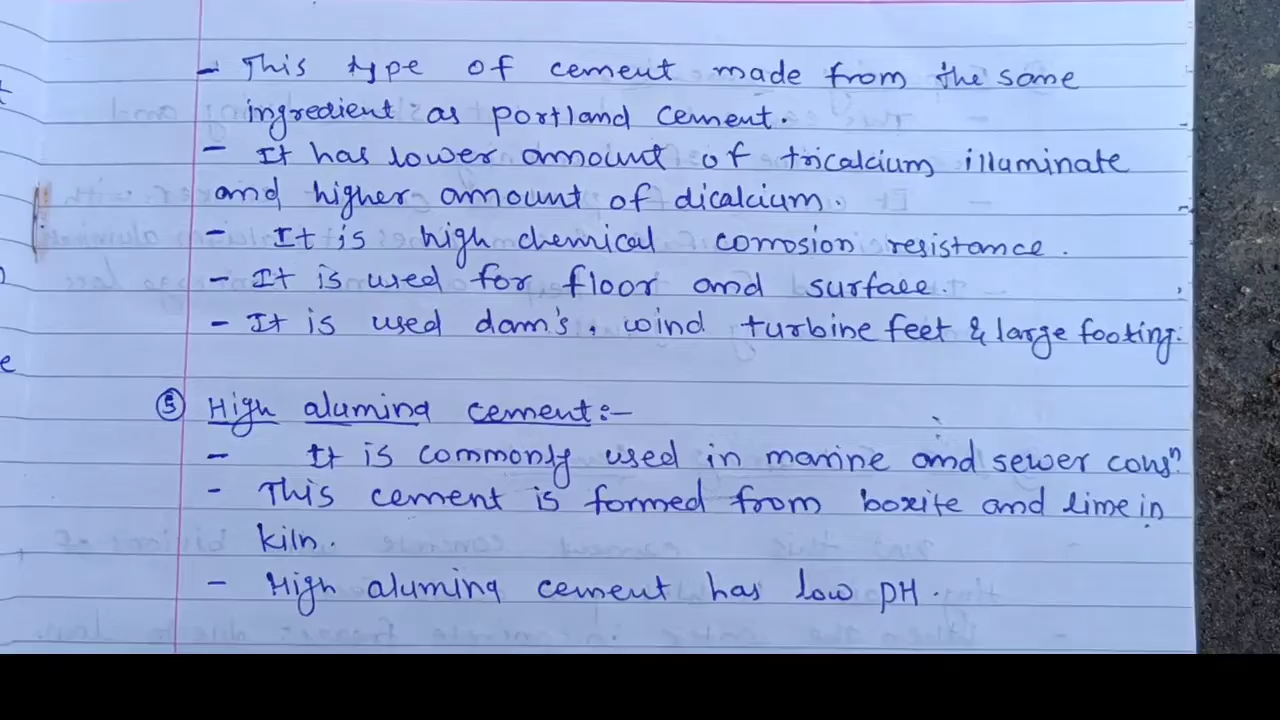 - This type of cement made from the same
ingredient as portland cement.
- It has lower amount of tricalcium illuminate
and higher amount of dicalcium.
- It is high chemical corrosion resistance.
- It is used for floor and surface.
- It is used dam's, wind turbine feet & large footing.
⑤ High alumina cement:-
- It is commonly used in marine and sewer consⁿ
- This cement is formed from boxite and lime in
kiln.
- High alumina cement has low pH.